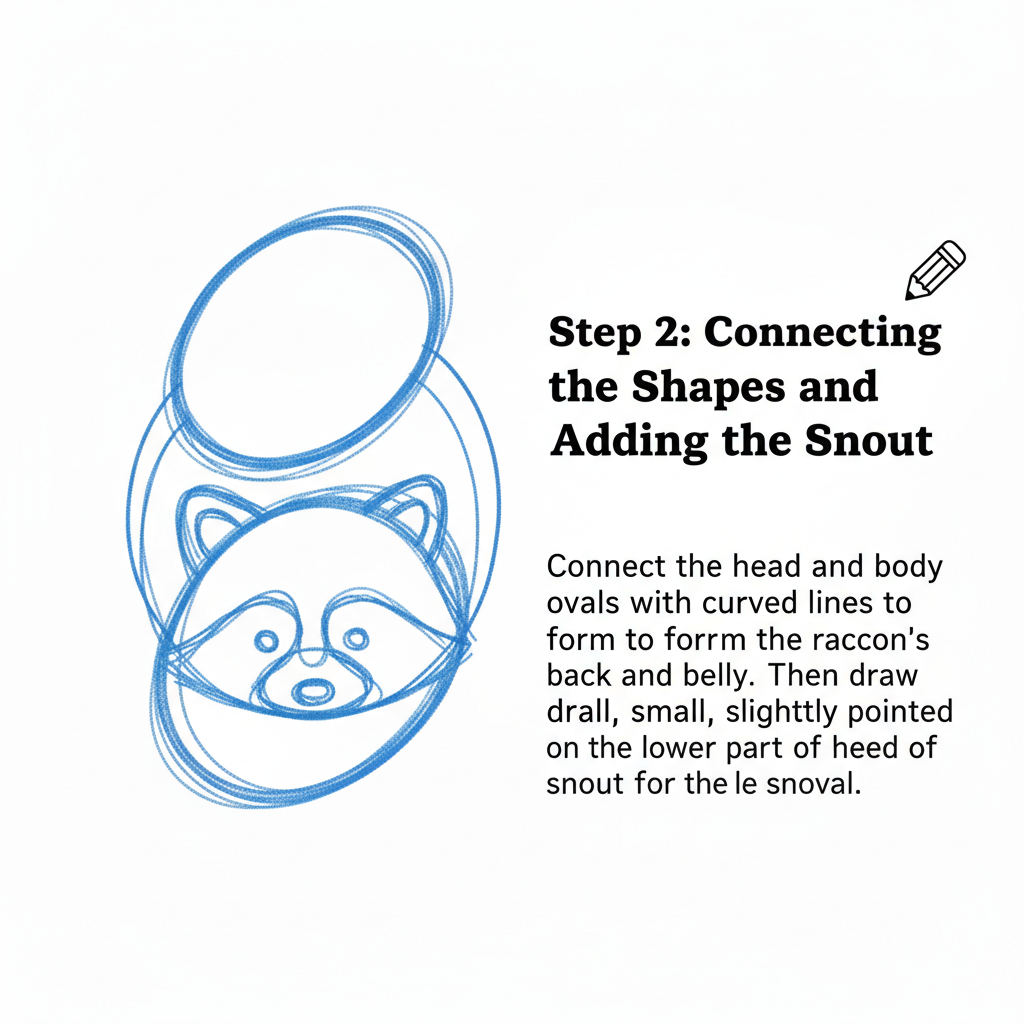 Step 2: Connecting
the Shapes and
Adding the Snout
Connect the head and body
ovals with curved lines to
form to forrm the raccon's
back and belly. Then draw
drall, small, slighttly pointed
on the lower part of heed of
snout for the le snoval.